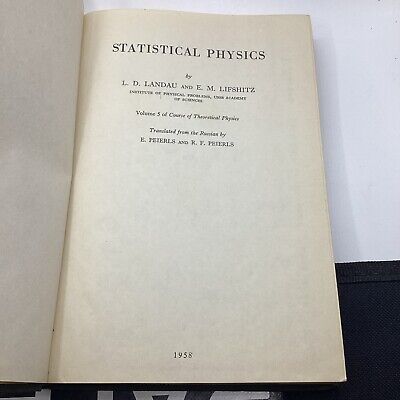 STATISTICAL PHYSICS
by
L. D. LANDAU AND E. M. LIFSHITZ
INSTITUTE OF PHYSICAL PROBLEMS, USSR ACADEMY
OF SCIENCES
Volume 5 of Course of Theoretical Physics
Translated from the Russian by
E. PEIERLS AND R. F. PEIERLS
1958